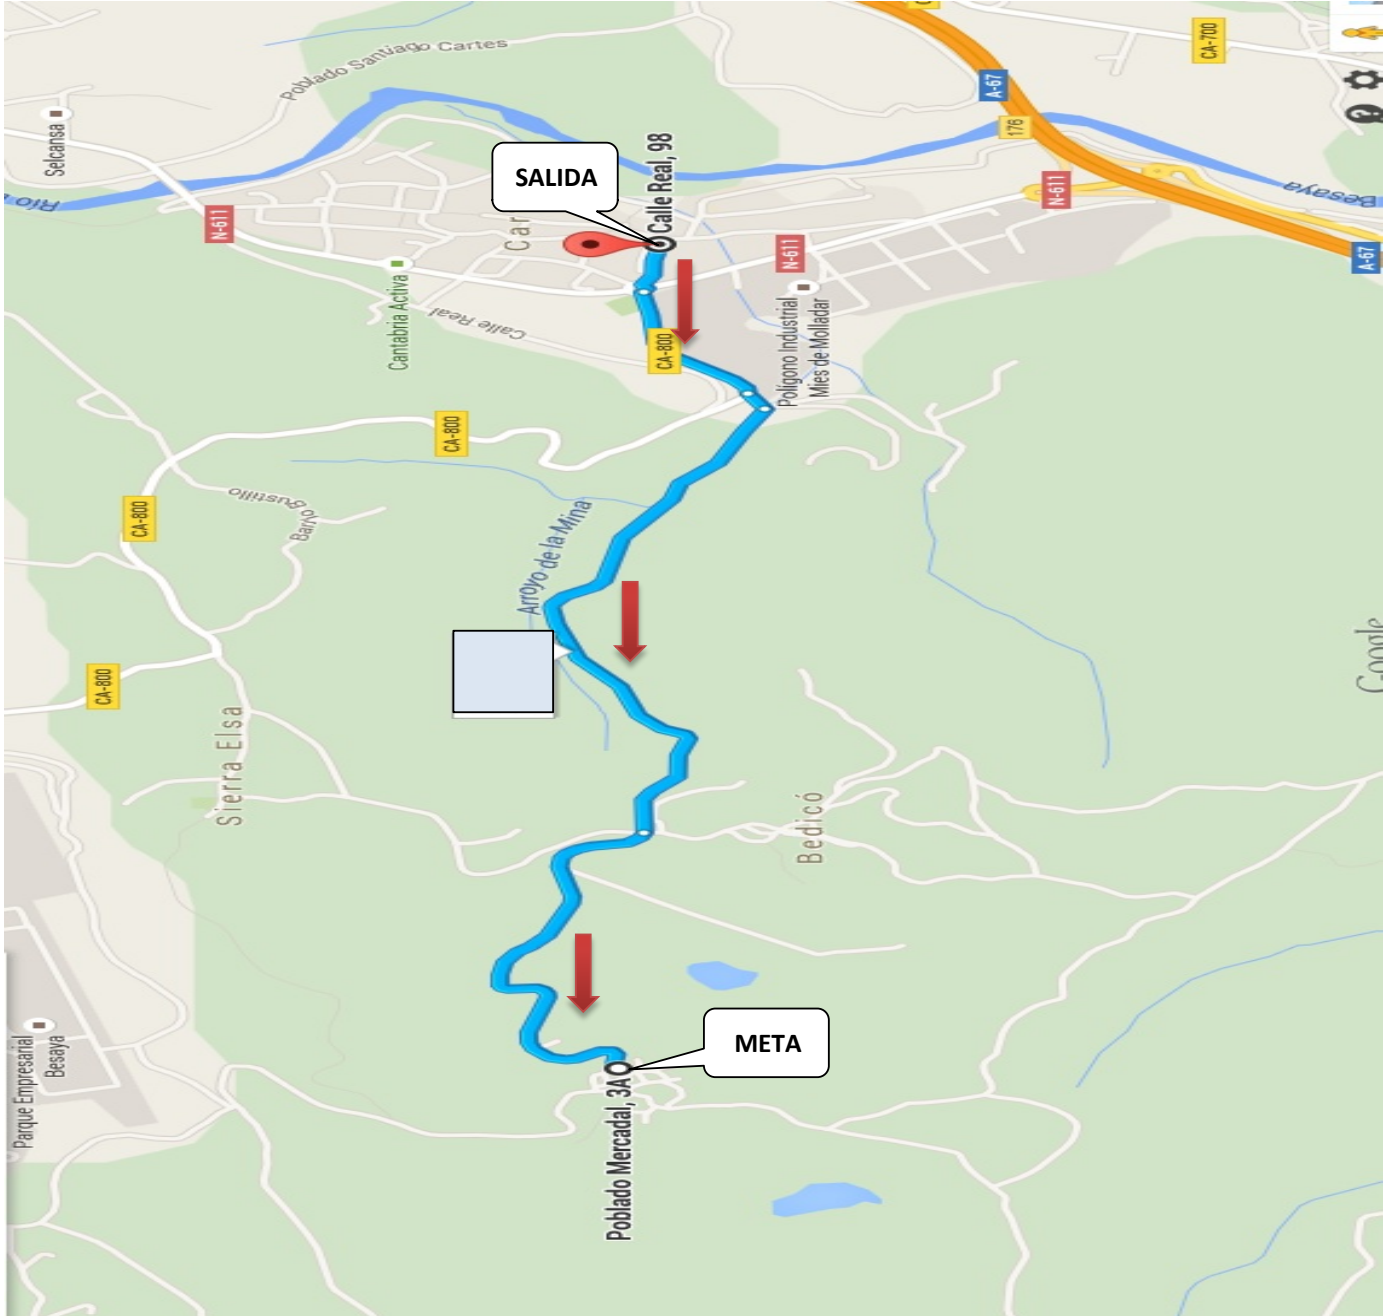 Poblado Santiago Cartes
Selcansa
CA-700
A-67
176
Río
N-611
SALIDA
Calle Real, 98
Besaya
N-611
Car
N-611
A-67
Cantabria Activa
Calle Real
CA-800
Polígono Industrial
Mies de Molladar
CA-800
CA-800
Barrio Bustillo
Arroyo de la Mina
CA-800
Sierra Elsa
Google
Bedicó
Parque Empresarial
Besaya
META
Poblado Mercadal, 3A